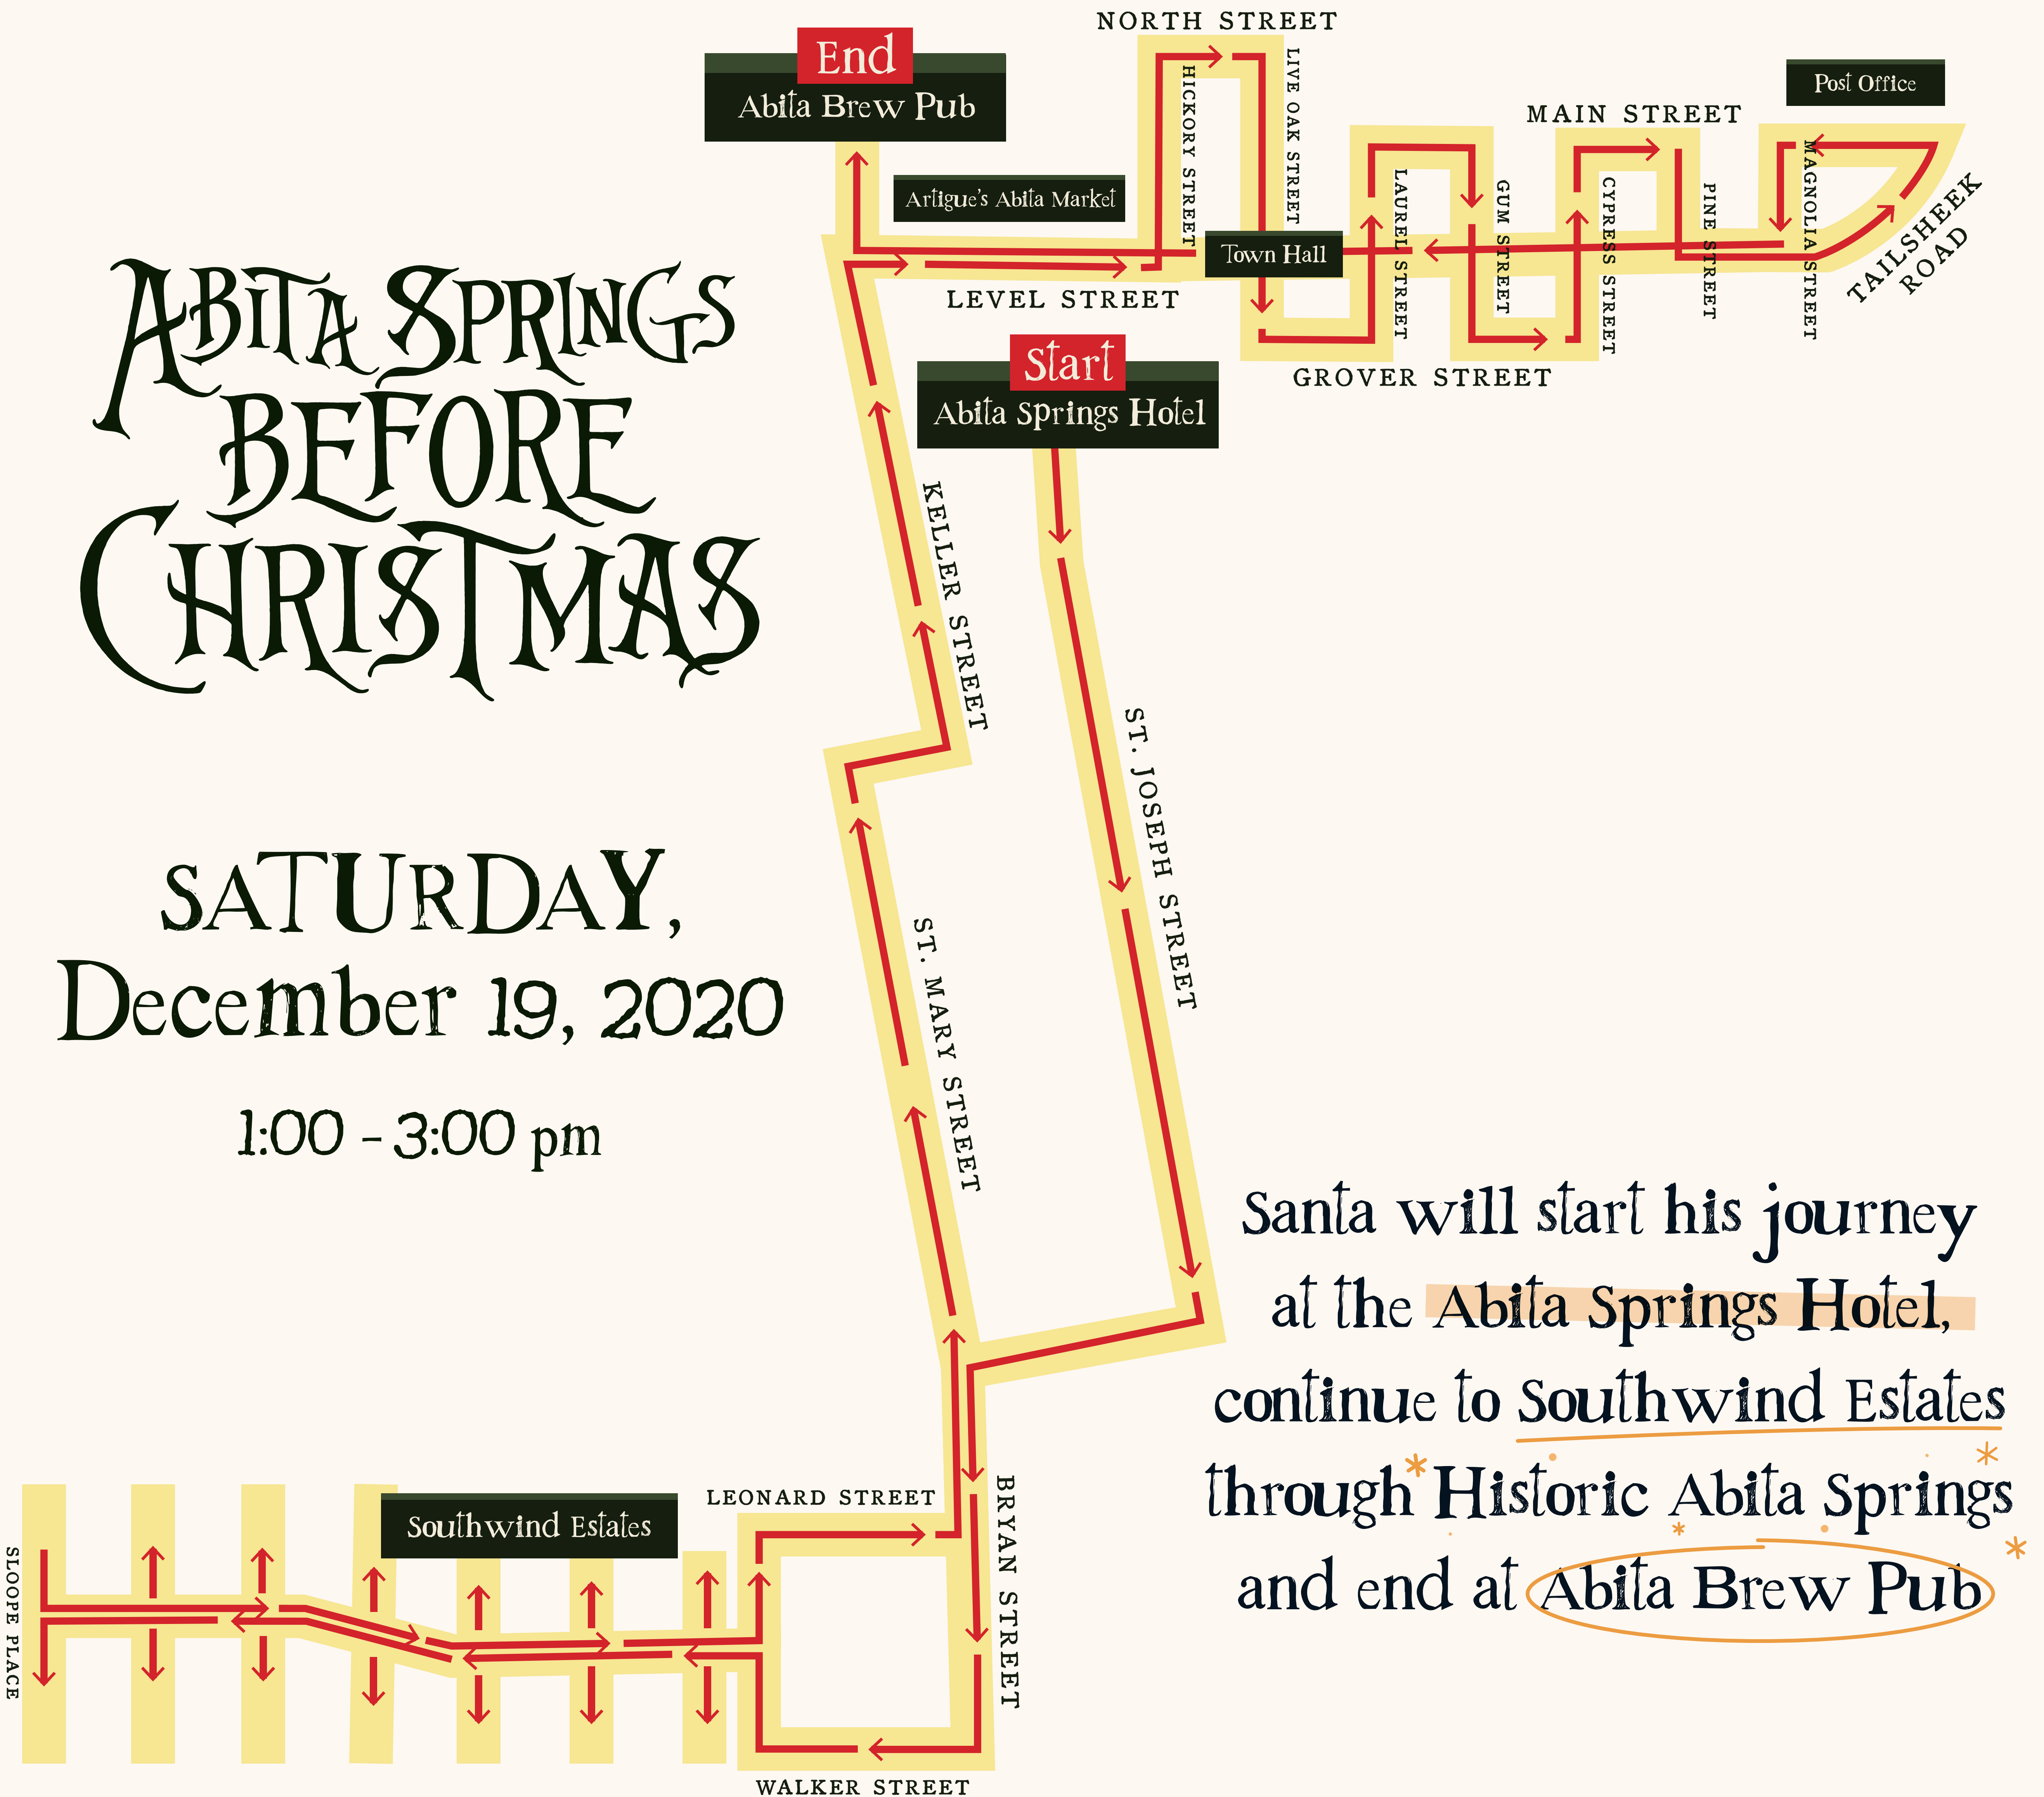 ABITA SPRINGS
BEFORE
CHRISTMAS
SATURDAY,
December 19, 2020
1:00 - 3:00 pm
End
Abita Brew Pub
Artigue's Abita Market
NORTH STREET
HICKORY STREET
LIVE OAK STREET
Town Hall
LEVEL STREET
LAUREL STREET
GUM STREET
MAIN STREET
CYPRESS STREET
PINE STREET
Post Office
MAGNOLIA STREET
TAILSHEEK
ROAD
GROVER STREET
Start
Abita Springs Hotel
KELLER STREET
ST. JOSEPH STREET
ST. MARY STREET
Santa will start his journey
at the Abita Springs Hotel,
continue to Southwind Estates
through Historic Abita Springs
and end at Abita Brew Pub
LEONARD STREET
Southwind Estates
BRYAN STREET
SLOOPE PLACE
WALKER STREET